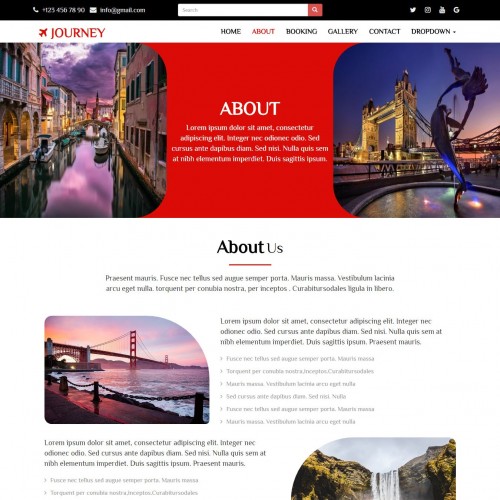 +123 456 78 90 info@gmail.com Search
JOURNEY HOME ABOUT BOOKING GALLERY CONTACT DROPDOWN
ABOUT
Lorem ipsum dolor sit amet, consectetur
adipiscing elit. Integer nec odionec odio. Sed
cursus ante dapibus diam. Sed nisi. Nulla quis sem
at nibh elementum imperdiet. Duis sagittis ipsum.
About Us
Praesent mauris. Fusce nec tellus sed augue semper porta. Mauris massa. Vestibulum lacinia
arcu eget nulla. torquent per conubia nostra, per inceptos . Curabitursodales ligula in libero.
Lorem ipsum dolor sit amet, consectetur adipiscing elit. Integer
nec odionec odio. Sed cursus ante dapibus diam. Sed nisi. Nulla
quis sem at nibh elementum imperdiet. Duis sagittis ipsum. Praesent mauris.
Fusce nec tellus sed augue semper porta. Mauris massa
Torquent per conubia nostra,inceptos.Curabitursodales
Mauris massa. Vestibulum lacinia arcu eget nulla
Sed cursus ante dapibus diam. Sed nisi. Nulla
Fusce nec tellus sed augue semper porta. Mauris massa
Mauris massa. Vestibulum lacinia arcu eget nulla
Lorem ipsum dolor sit amet, consectetur adipiscing elit. Integer
nec odionec odio. Sed cursus ante dapibus diam. Sed nisi. Nulla
quis sem at nibh elementum imperdiet. Duis sagittis ipsum. Praesent mauris.
Fusce nec tellus sed augue semper porta. Mauris massa
Torquent per conubia nostra,inceptos.Curabitursodales